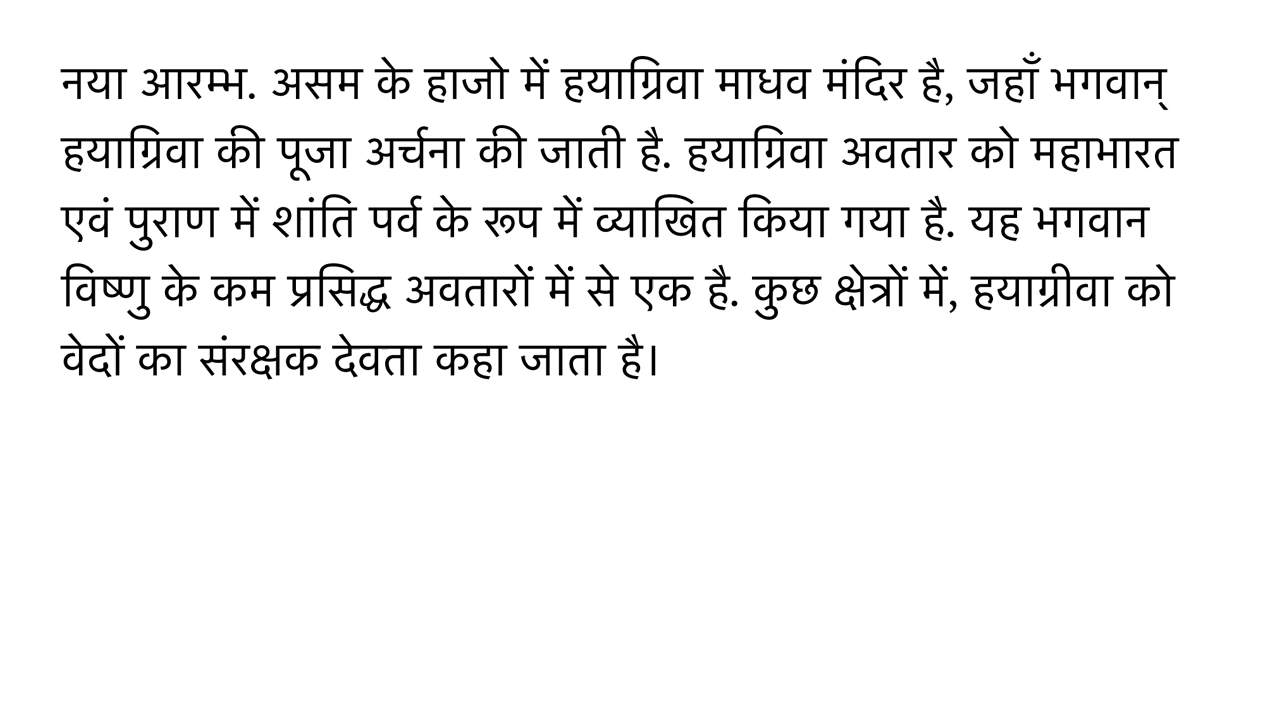 नया आरम्भ. असम के हाजो में हयाग्रिवा माधव मंदिर है, जहाँ भगवान्
हयाग्रिवा की पूजा अर्चना की जाती है. हयाग्रिवा अवतार को महाभारत
एवं पुराण में शांति पर्व के रूप में व्याखित किया गया है. यह भगवान
विष्णु के कम प्रसिद्ध अवतारों में से एक है. कुछ क्षेत्रों में, हयाग्रीवा को
वेदों का संरक्षक देवता कहा जाता है।